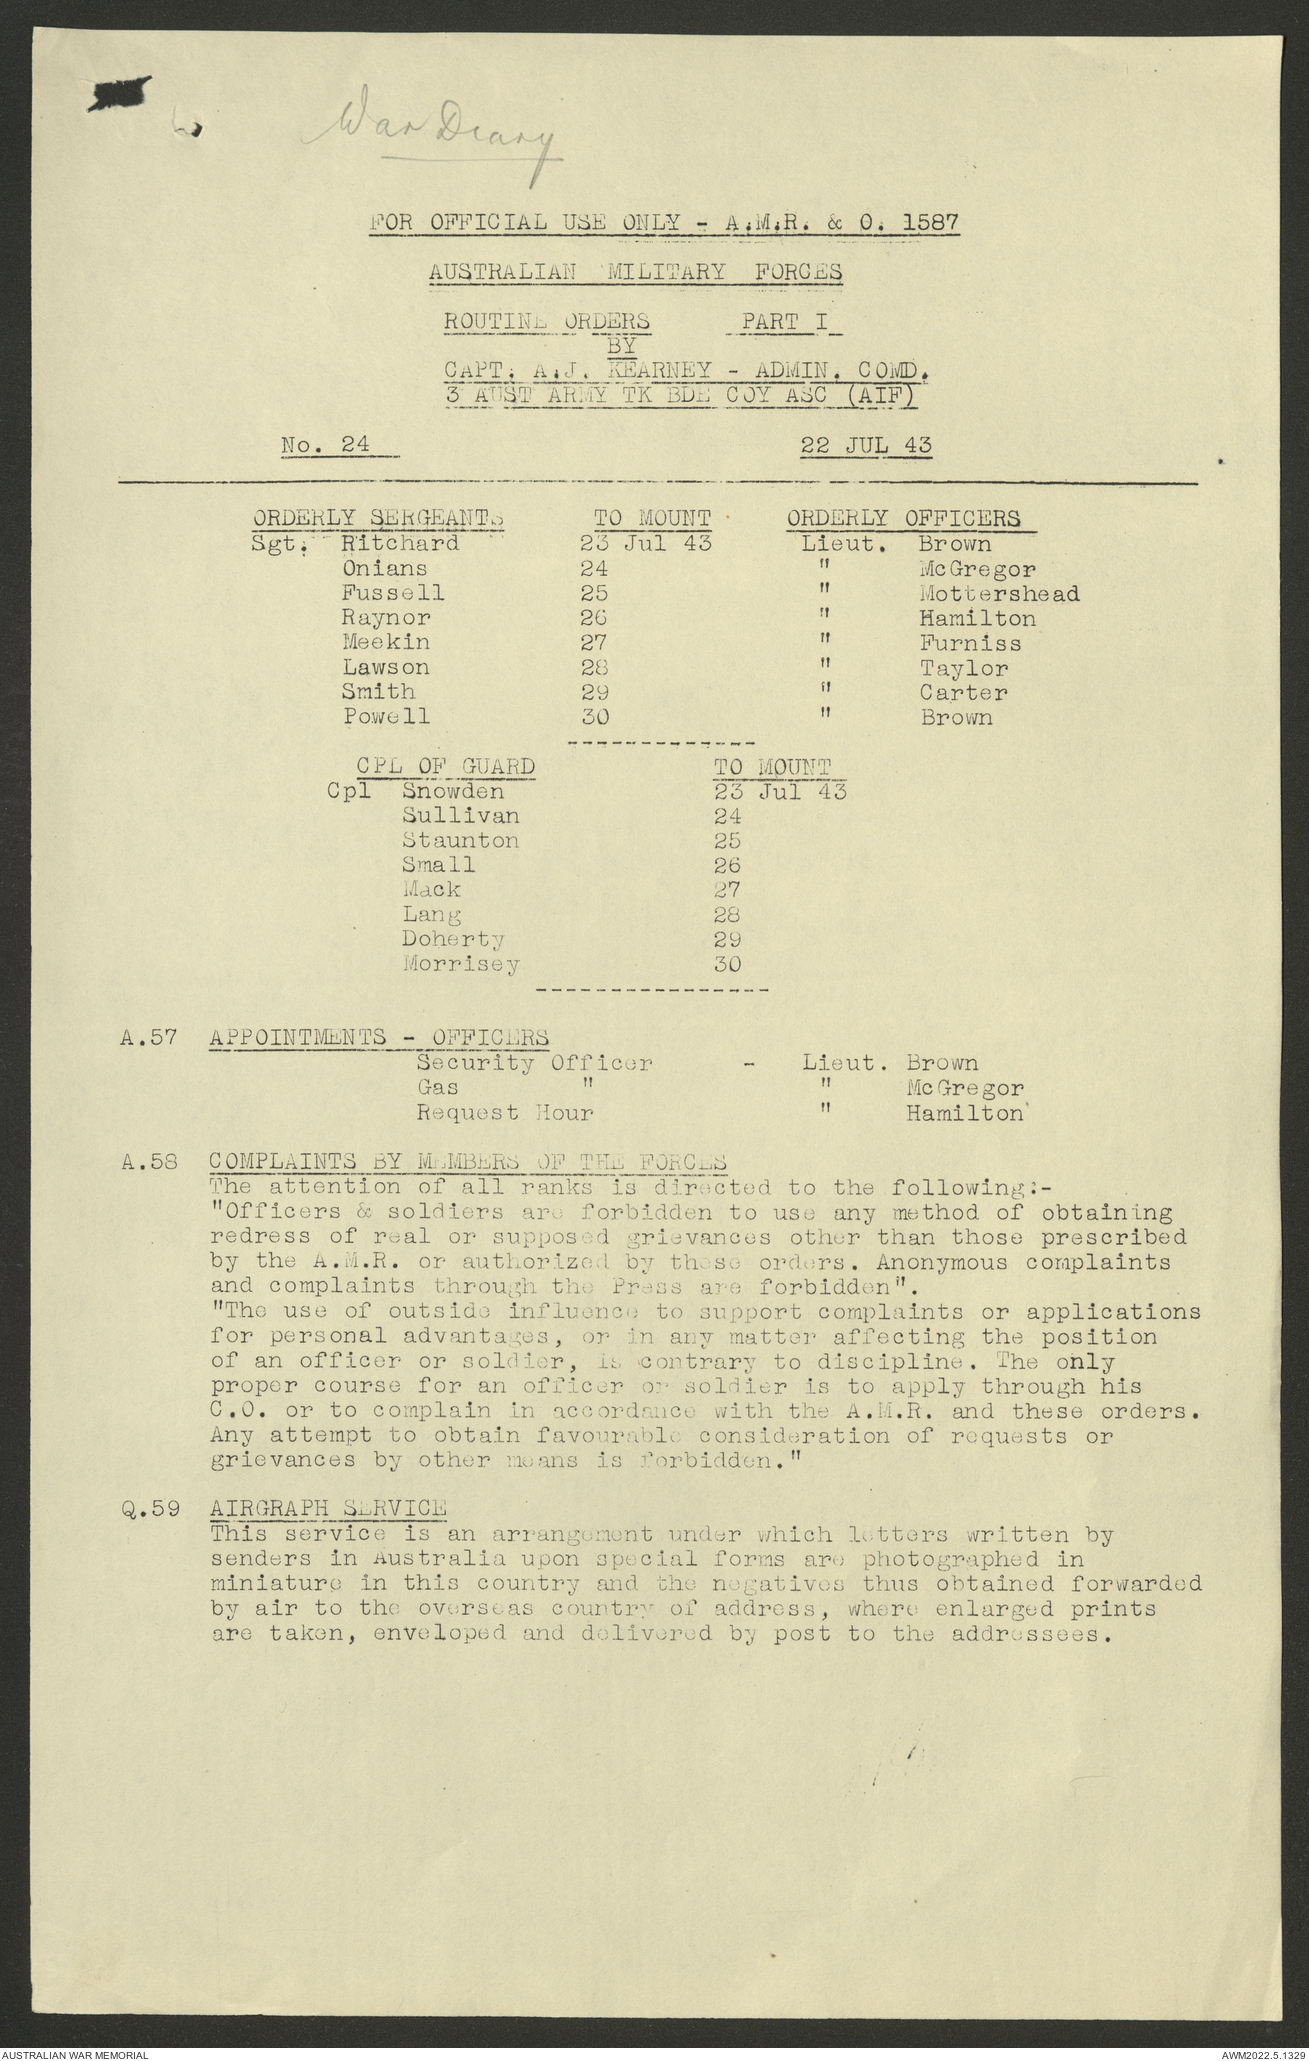 War Diary
FOR OFFICIAL USE ONLY - A.M.R. & O. 1587
AUSTRALIAN MILITARY FORCES
ROUTINE ORDERS PART I
BY
CAPT. A.J. KEARNEY - ADMIN. COMD.
3 AUST ARMY TK BDE COY ASC (AIF)
No. 24 22 JUL 43
ORDERLY SERGEANTS TO MOUNT ORDERLY OFFICERS
Sgt. Ritchard 23 Jul 43 Lieut. Brown
Onians 24 " McGregor
Fussell 25 " Mottershead
Raynor 26 " Hamilton
Meekin 27 " Furniss
Lawson 28 " Taylor
Smith 29 " Carter
Powell 30 " Brown
-------------
CPL OF GUARD TO MOUNT
Cpl Snowden 23 Jul 43
Sullivan 24
Staunton 25
Small 26
Mack 27
Lang 28
Doherty 29
Morrisey 30
----------------
A.57 APPOINTMENTS - OFFICERS
Security Officer - Lieut. Brown
Gas " " McGregor
Request Hour " Hamilton
A.58 COMPLAINTS BY MEMBERS OF THE FORCES
The attention of all ranks is directed to the following:-
"Officers & soldiers are forbidden to use any method of obtaining
redress of real or supposed grievances other than those prescribed
by the A.M.R. or authorized by these orders. Anonymous complaints
and complaints through the Press are forbidden".
"The use of outside influence to support complaints or applications
for personal advantages, or in any matter affecting the position
of an officer or soldier, is contrary to discipline. The only
proper course for an officer or soldier is to apply through his
C.O. or to complain in accordance with the A.M.R. and these orders.
Any attempt to obtain favourable consideration of requests or
grievances by other means is forbidden."
Q.59 AIRGRAPH SERVICE
This service is an arrangement under which letters written by
senders in Australia upon special forms are photographed in
miniature in this country and the negatives thus obtained forwarded
by air to the overseas country of address, where enlarged prints
are taken, enveloped and delivered by post to the addressees.
AUSTRALIAN WAR MEMORIAL AWM2022.5.1329